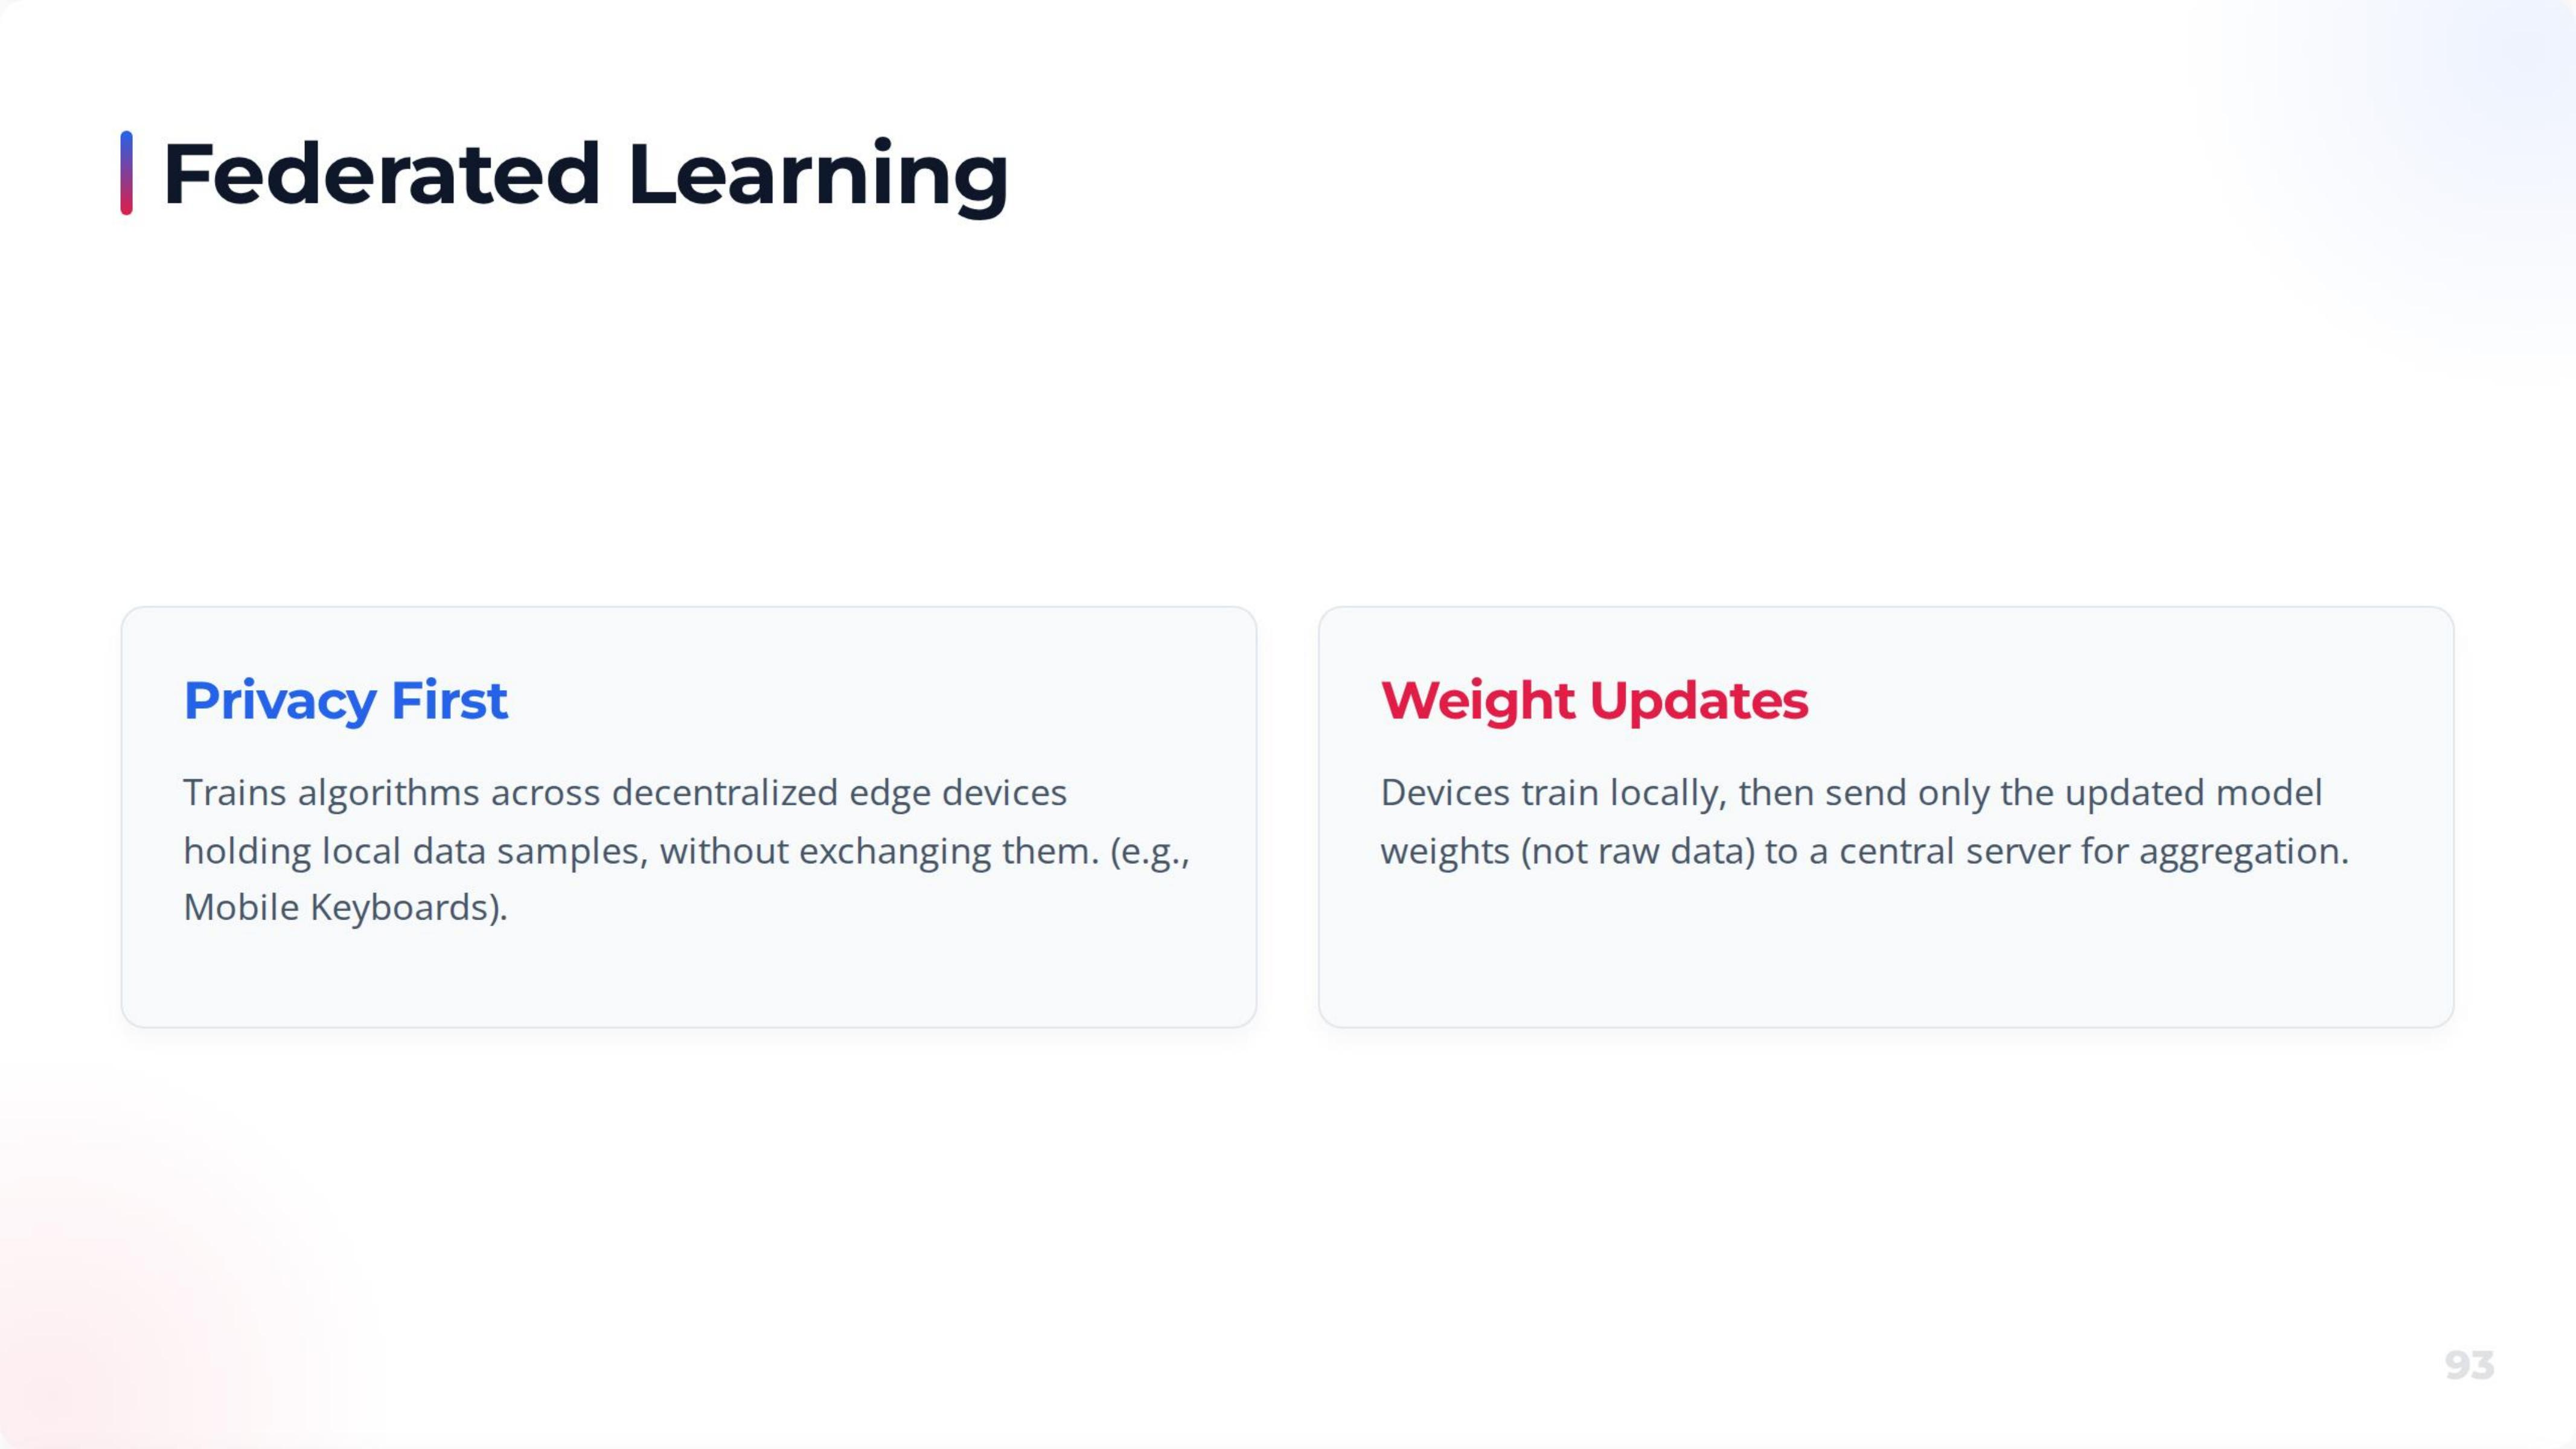 Federated Learning
Privacy First
Trains algorithms across decentralized edge devices
holding local data samples, without exchanging them. (e.g.,
Mobile Keyboards).
Weight Updates
Devices train locally, then send only the updated model
weights (not raw data) to a central server for aggregation.
93